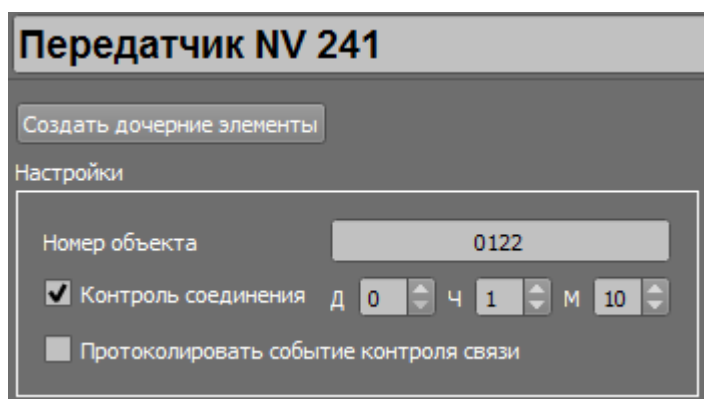 Передатчик NV 241
Создать дочерние элементы
Настройки
Номер объекта 0122
Контроль соединения Д 0 Ч 1 М 10
Протоколировать событие контроля связи